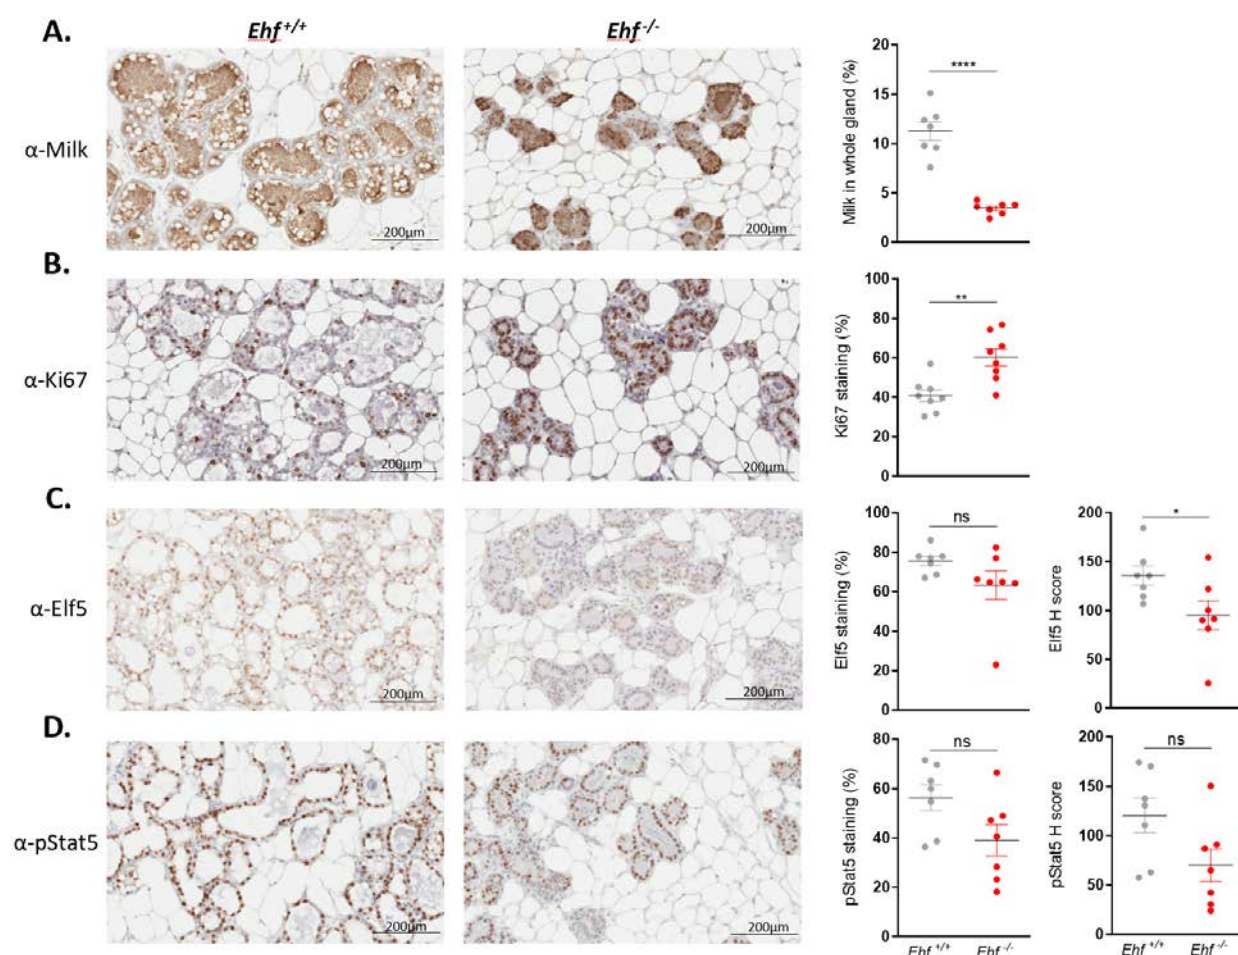 A.
Ehf +/+
Ehf -/-
α-Milk
200µm
200µm
Milk in whole gland (%)
20
15
10
5
0
****
B.
α-Ki67
200µm
200µm
Ki67 staining (%)
100
80
60
40
20
0
**
C.
α-Elf5
200µm
200µm
Elf5 staining (%)
100
80
60
40
20
0
ns
Elf5 H score
200
150
100
50
0
*
D.
α-pStat5
200µm
200µm
pStat5 staining (%)
80
60
40
20
0
ns
Ehf +/+
Ehf -/-
pStat5 H score
200
150
100
50
0
ns
Ehf +/+
Ehf -/-